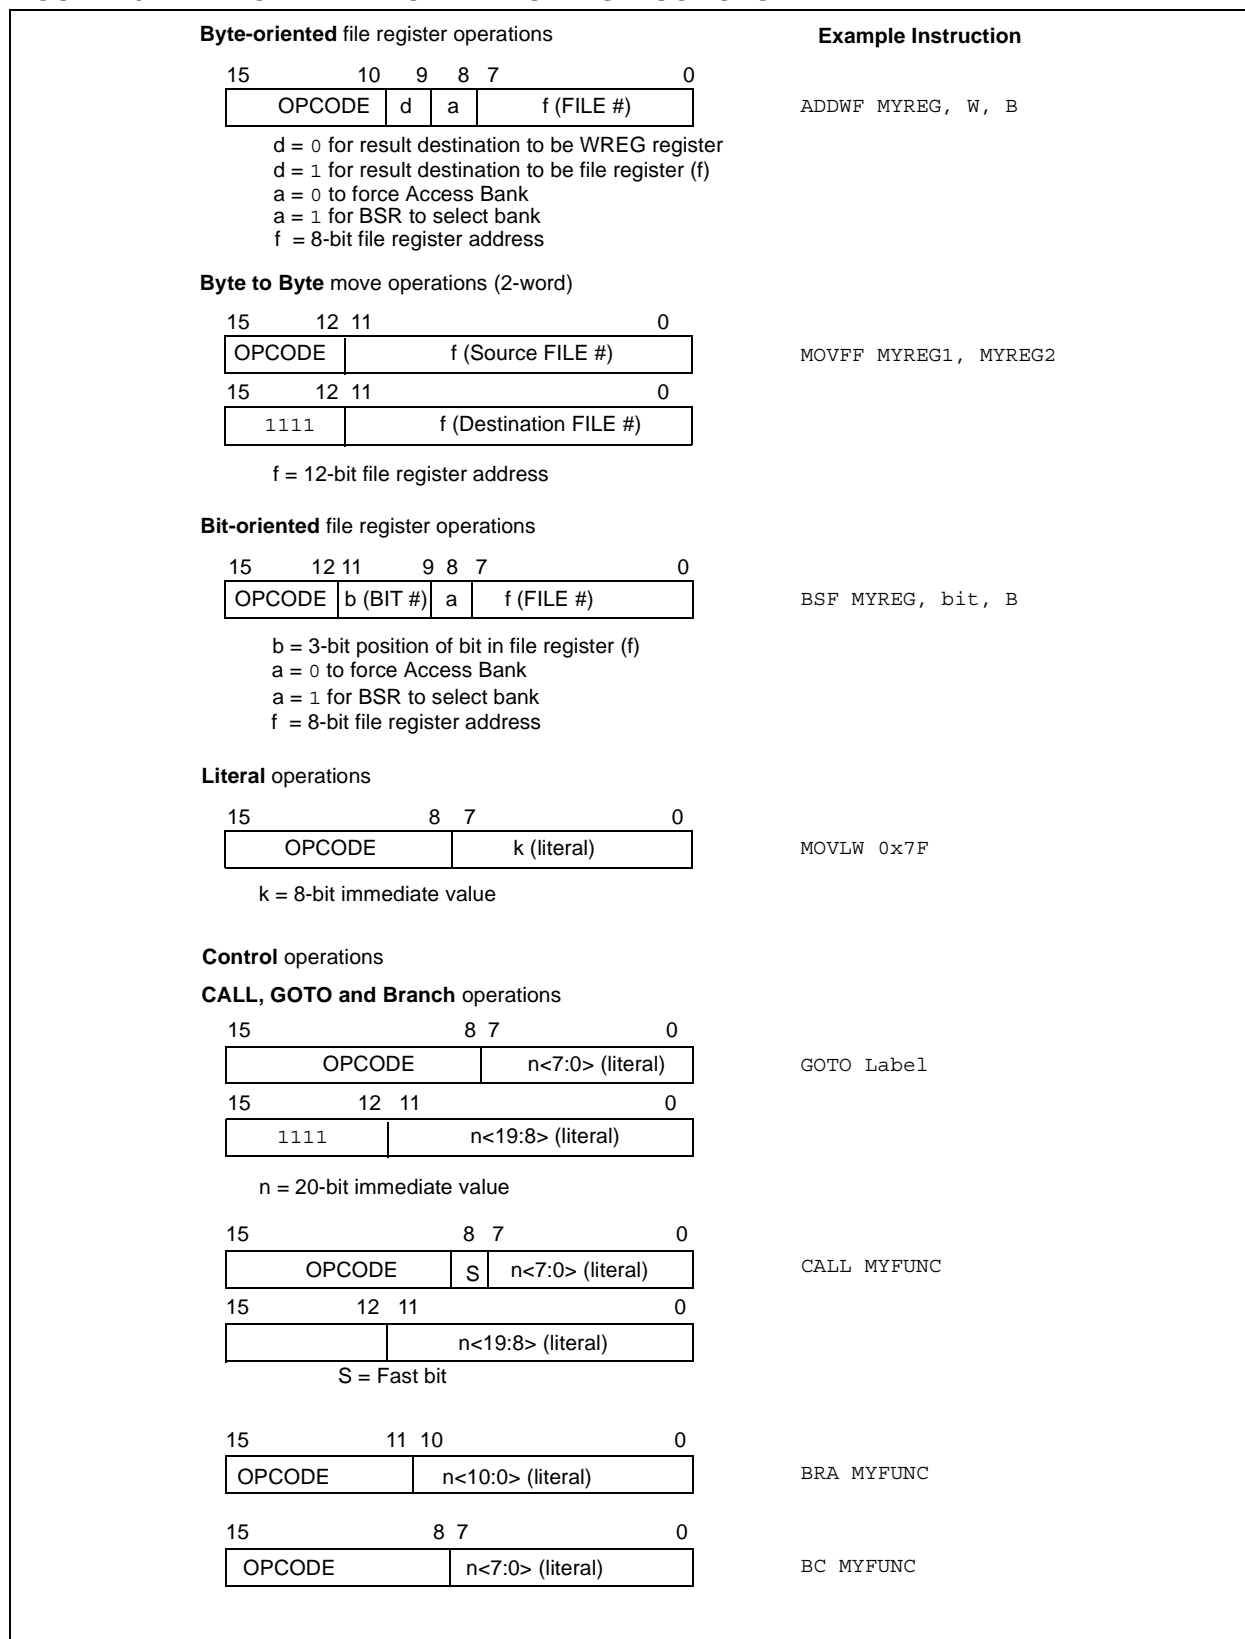 Byte-oriented file register operations Example Instruction
15 10 9 8 7 0
OPCODE d a f (FILE #) ADDWF MYREG, W, B
d = 0 for result destination to be WREG register
d = 1 for result destination to be file register (f)
a = 0 to force Access Bank
a = 1 for BSR to select bank
f = 8-bit file register address
Byte to Byte move operations (2-word)
15 12 11 0
OPCODE f (Source FILE #) MOVFF MYREG1, MYREG2
15 12 11 0
1111 f (Destination FILE #)
f = 12-bit file register address
Bit-oriented file register operations
15 12 11 9 8 7 0
OPCODE b (BIT #) a f (FILE #) BSF MYREG, bit, B
b = 3-bit position of bit in file register (f)
a = 0 to force Access Bank
a = 1 for BSR to select bank
f = 8-bit file register address
Literal operations
15 8 7 0
OPCODE k (literal) MOVLW 0x7F
k = 8-bit immediate value
Control operations
CALL, GOTO and Branch operations
15 8 7 0
OPCODE n<7:0> (literal) GOTO Label
15 12 11 0
1111 n<19:8> (literal)
n = 20-bit immediate value
15 8 7 0
OPCODE S n<7:0> (literal) CALL MYFUNC
15 12 11 0
n<19:8> (literal)
S = Fast bit
15 11 10 0
OPCODE n<10:0> (literal) BRA MYFUNC
15 8 7 0
OPCODE n<7:0> (literal) BC MYFUNC